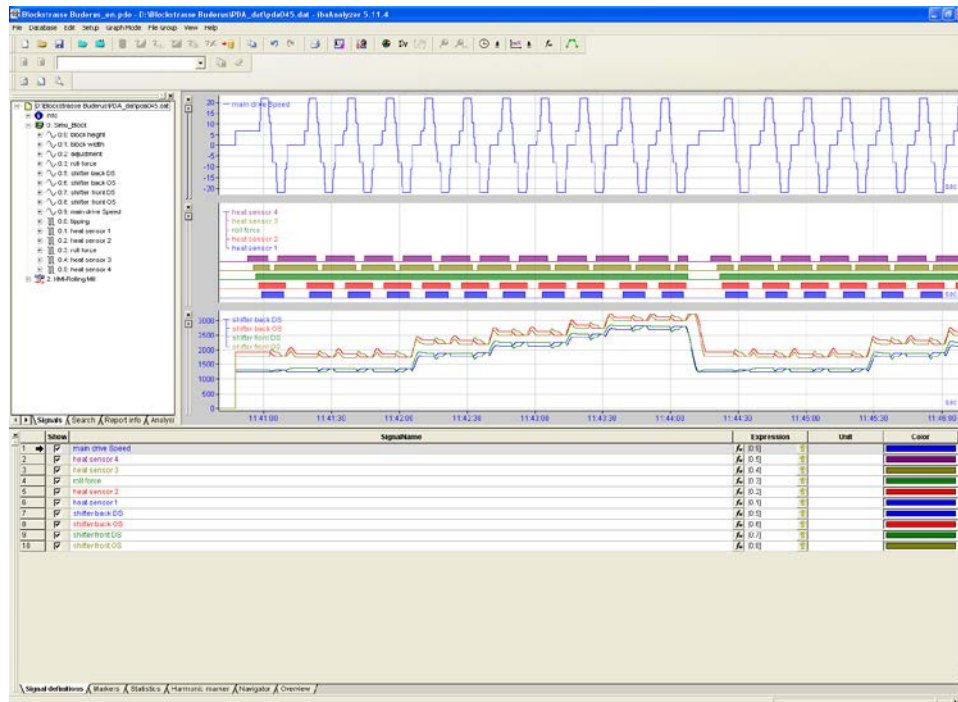 Blockstrasse Buderus_en.pdo - D:\Blockstrasse Buderus\PDA_dat\pda045.dat - ibaAnalyzer 5.11.4
File Database Edit Setup Graph Mode File Group View Help
D:\Blockstrasse Buderus\PDA_dat\pda045.dat
Info
0. Simu_Block
0:0: block height
0:1: block width
0:2: adjustment
0:3: roll force
0:5: shifter back DS
0:6: shifter back OS
0:7: shifter front DS
0:8: shifter front OS
0:9: main drive Speed
0.0: tipping
0.1: heat sensor 1
0.2: heat sensor 2
0.3: roll force
0.4: heat sensor 3
0.5: heat sensor 4
2. HMI-Rolling Mill
Signals Search Report info Analysi
main drive Speed
20
15
10
5
0
-5
-10
-15
-20
sec
heat sensor 4
heat sensor 3
roll force
heat sensor 2
heat sensor 1
sec
shifter back DS
shifter back OS
shifter front DS
shifter front OS
3000
2500
2000
1500
1000
500
0
sec
11:41:00 11:41:30 11:42:00 11:42:30 11:43:00 11:43:30 11:44:00 11:44:30 11:45:00 11:45:30 11:46:00
Show SignalName Expression Unit Color
1 main drive Speed [0:9]
2 heat sensor 4 [0.5]
3 heat sensor 3 [0.4]
4 roll force [0.3]
5 heat sensor 2 [0.2]
6 heat sensor 1 [0.1]
7 shifter back DS [0:5]
8 shifter back OS [0:6]
9 shifter front DS [0:7]
10 shifter front OS [0:8]
Signal definitions Markers Statistics Harmonic marker Navigator Overview